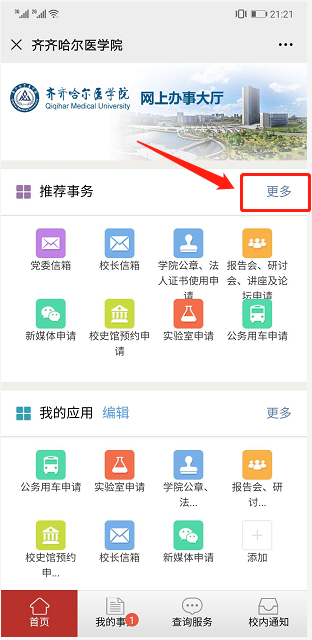 3G 2G 21:21
齐齐哈尔医学院
齐齐哈尔医学院
Qiqihar Medical University
网上办事大厅
推荐事务 更多
党委信箱 校长信箱 学院公章、法人证书使用申请 报告会、研讨会、讲座及论坛申请
新媒体申请 校史馆预约申请 实验室申请 公务用车申请
我的应用 编辑 更多
公务用车申请 实验室申请 学院公章、法... 报告会、研讨...
校史馆预约申... 校长信箱 新媒体申请 添加
首页 我的事 1 查询服务 校内通知